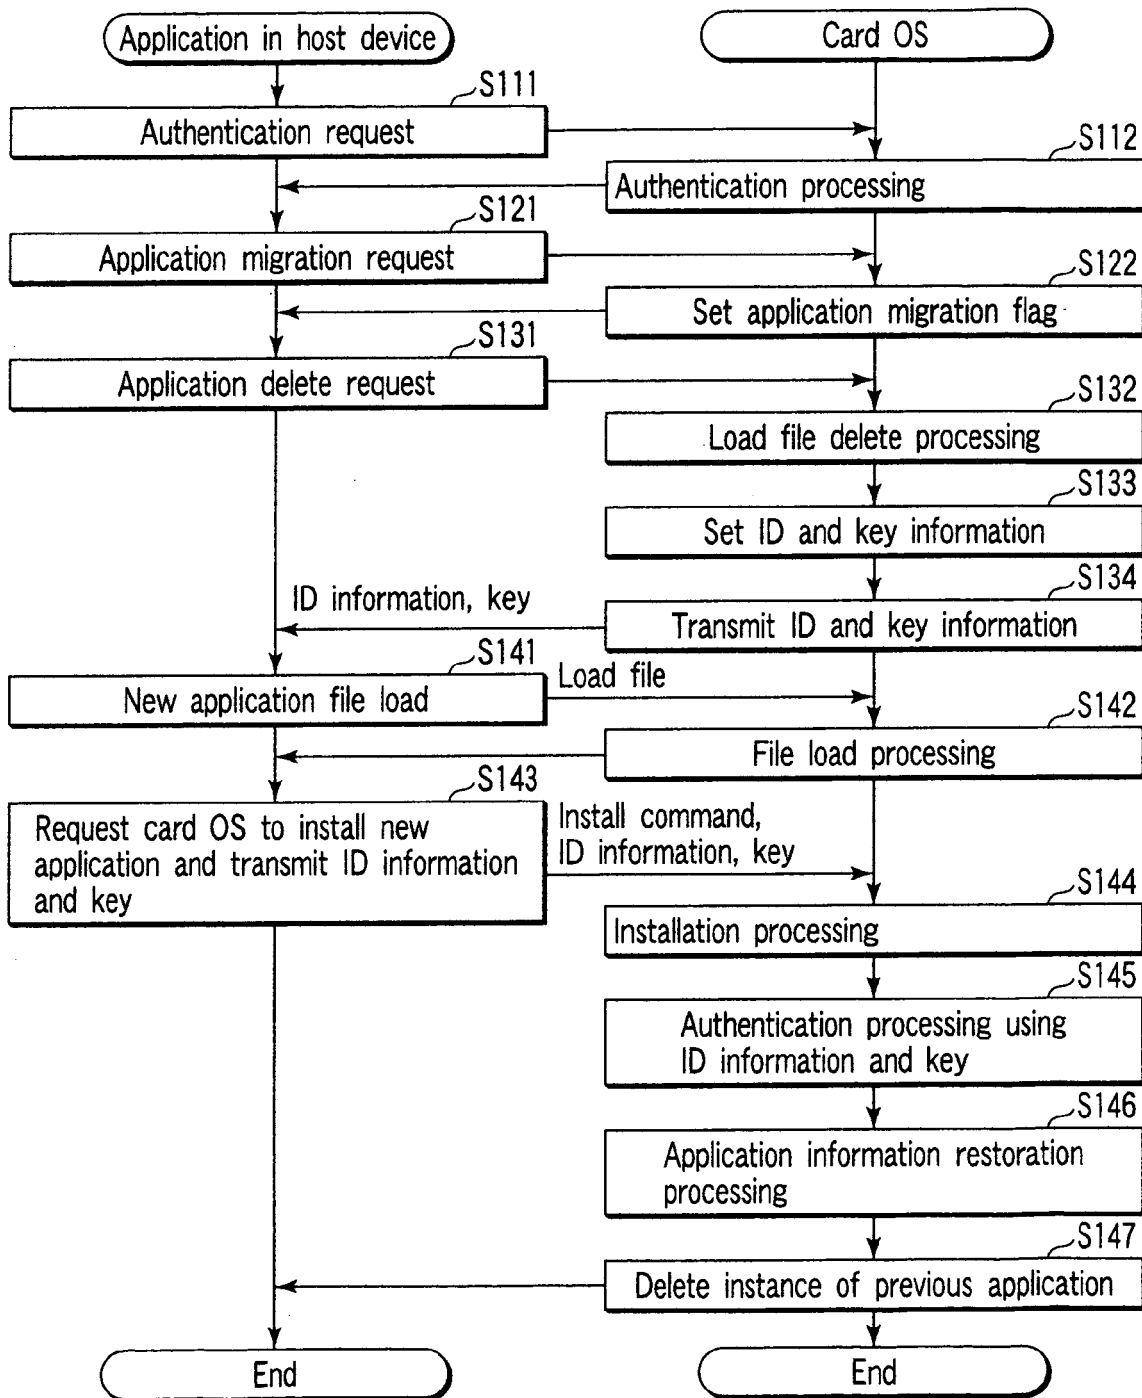 Application in host device
Card OS
S111
Authentication request
S112
Authentication processing
S121
Application migration request
S122
Set application migration flag
S131
Application delete request
S132
Load file delete processing
S133
Set ID and key information
S134
ID information, key
Transmit ID and key information
S141
New application file load
Load file
S142
File load processing
S143
Request card OS to install new
application and transmit ID information
and key
Install command,
ID information, key
S144
Installation processing
S145
Authentication processing using
ID information and key
S146
Application information restoration
processing
S147
Delete instance of previous application
End
End